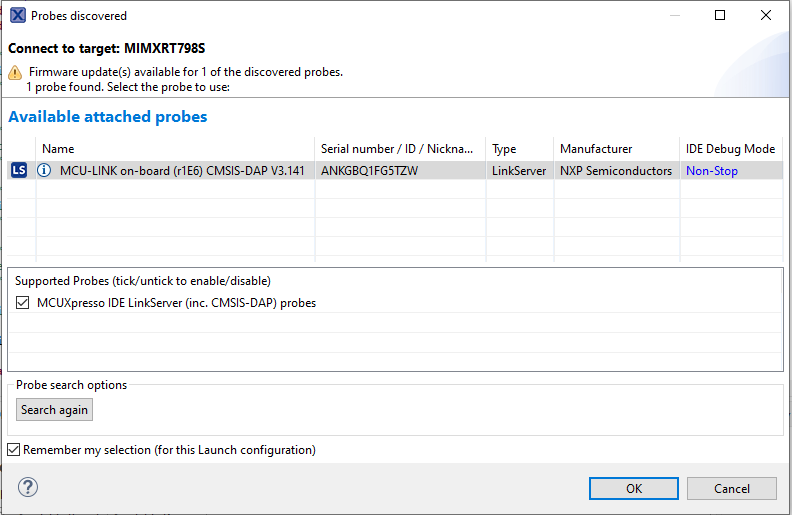 Probes discovered
Connect to target: MIMXRT798S
Firmware update(s) available for 1 of the discovered probes.
1 probe found. Select the probe to use:
Available attached probes
Name Serial number / ID / Nickna... Type Manufacturer IDE Debug Mode
LS MCU-LINK on-board (r1E6) CMSIS-DAP V3.141 ANKGBQ1FG5TZW LinkServer NXP Semiconductors Non-Stop
Supported Probes (tick/untick to enable/disable)
MCUXpresso IDE LinkServer (inc. CMSIS-DAP) probes
Probe search options
Search again
Remember my selection (for this Launch configuration)
? OK Cancel